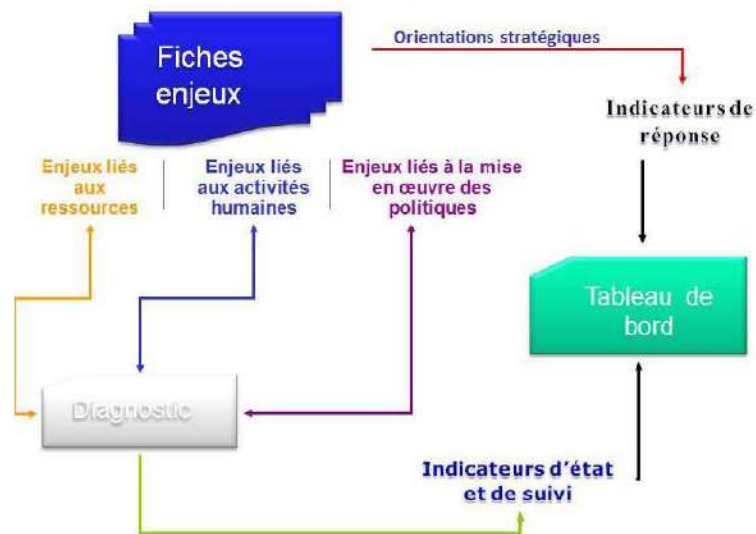 Fiches
enjeux
Orientations stratégiques
Indicateurs de
réponse
Enjeux liés
aux
ressources
Enjeux liés
aux activités
humaines
Enjeux liés à la mise
en œuvre des
politiques
Tableau de
bord
Diagnostic
Indicateurs d'état
et de suivi